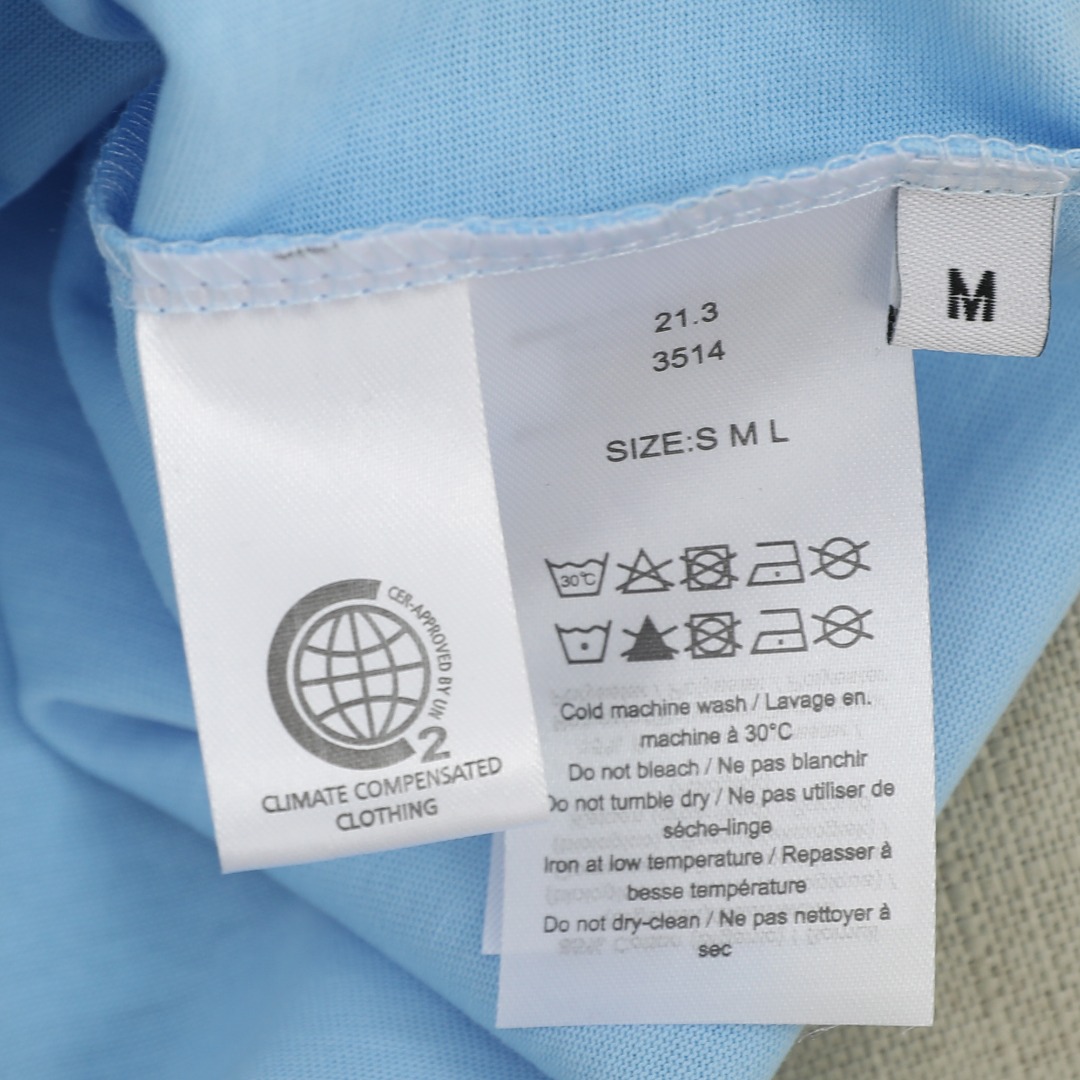 M
21.3
3514
SIZE:S M L
30°C
Cold machine wash / Lavage en.
machine à 30°C
Do not bleach / Ne pas blanchir
Do not tumble dry / Ne pas utiliser de
séche-linge
Iron at low temperature / Repasser à
besse température
Do not dry-clean / Ne pas nettoyer à
sec
CER-APPROVED BY UN
2
CLIMATE COMPENSATED
CLOTHING